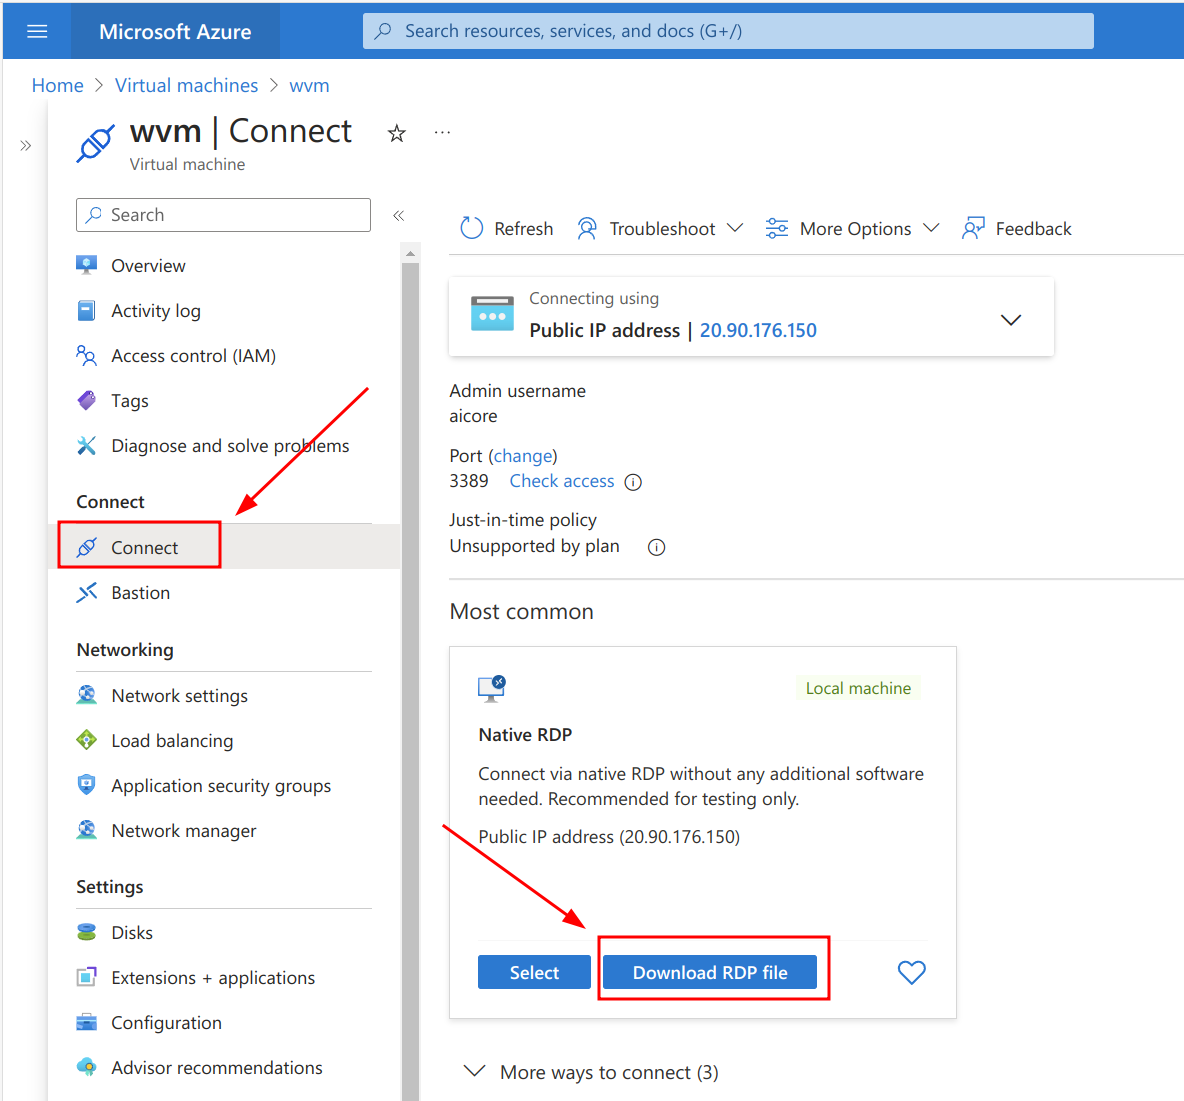 Microsoft Azure
Search resources, services, and docs (G+/)
Home > Virtual machines > wvm
wvm | Connect
Virtual machine
Search
Overview
Activity log
Access control (IAM)
Tags
Diagnose and solve problems
Connect
Connect
Bastion
Networking
Network settings
Load balancing
Application security groups
Network manager
Settings
Disks
Extensions + applications
Configuration
Advisor recommendations
Refresh Troubleshoot More Options Feedback
Connecting using
Public IP address | 20.90.176.150
Admin username
aicore
Port (change)
3389 Check access
Just-in-time policy
Unsupported by plan
Most common
Local machine
Native RDP
Connect via native RDP without any additional software
needed. Recommended for testing only.
Public IP address (20.90.176.150)
Select Download RDP file
More ways to connect (3)